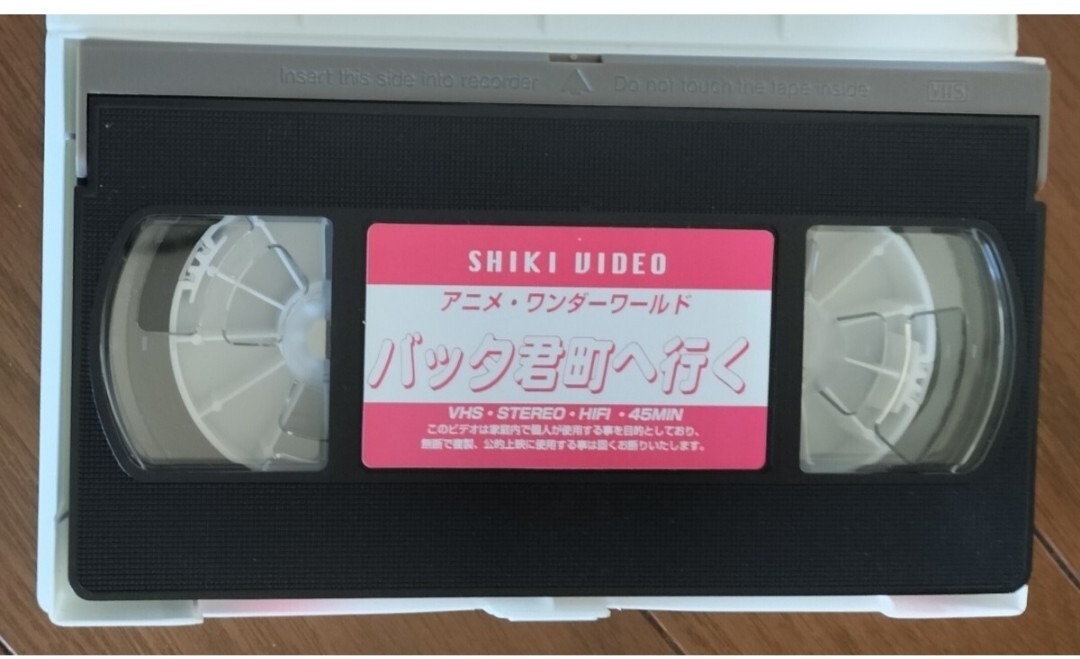 Insert this side into recorder △ Do not touch the tape inside VHS
SHIKI VIDEO
アニメ・ワンダーワールド
バッタ君町へ行く
VHS・STEREO・HIFI・45MIN
このビデオは家庭内で個人が使用する事を目的としており、
無断で複製、公的上映に使用する事は固くお断りいたします。